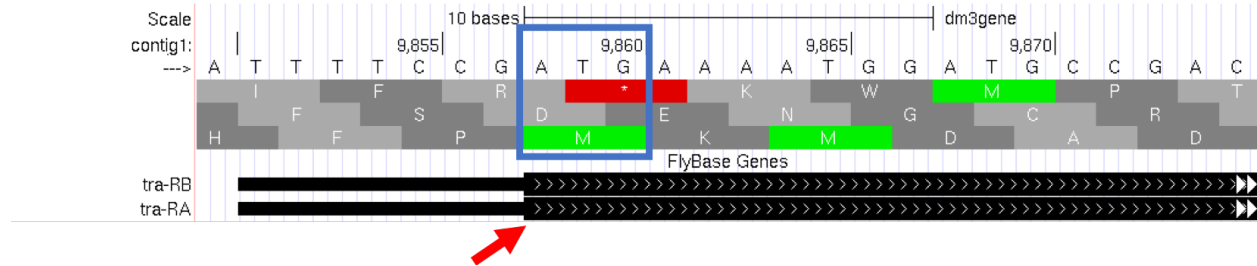 Scale 10 bases dm3gene
contig1: 9,855 9,860 9,865 9,870
---> A T T T T C C G A T G A A A A T G G A T G C C G A C
I F R * K W M P T
F S D E N G C R
H F P M K M D A D
FlyBase Genes
tra-RB
tra-RA